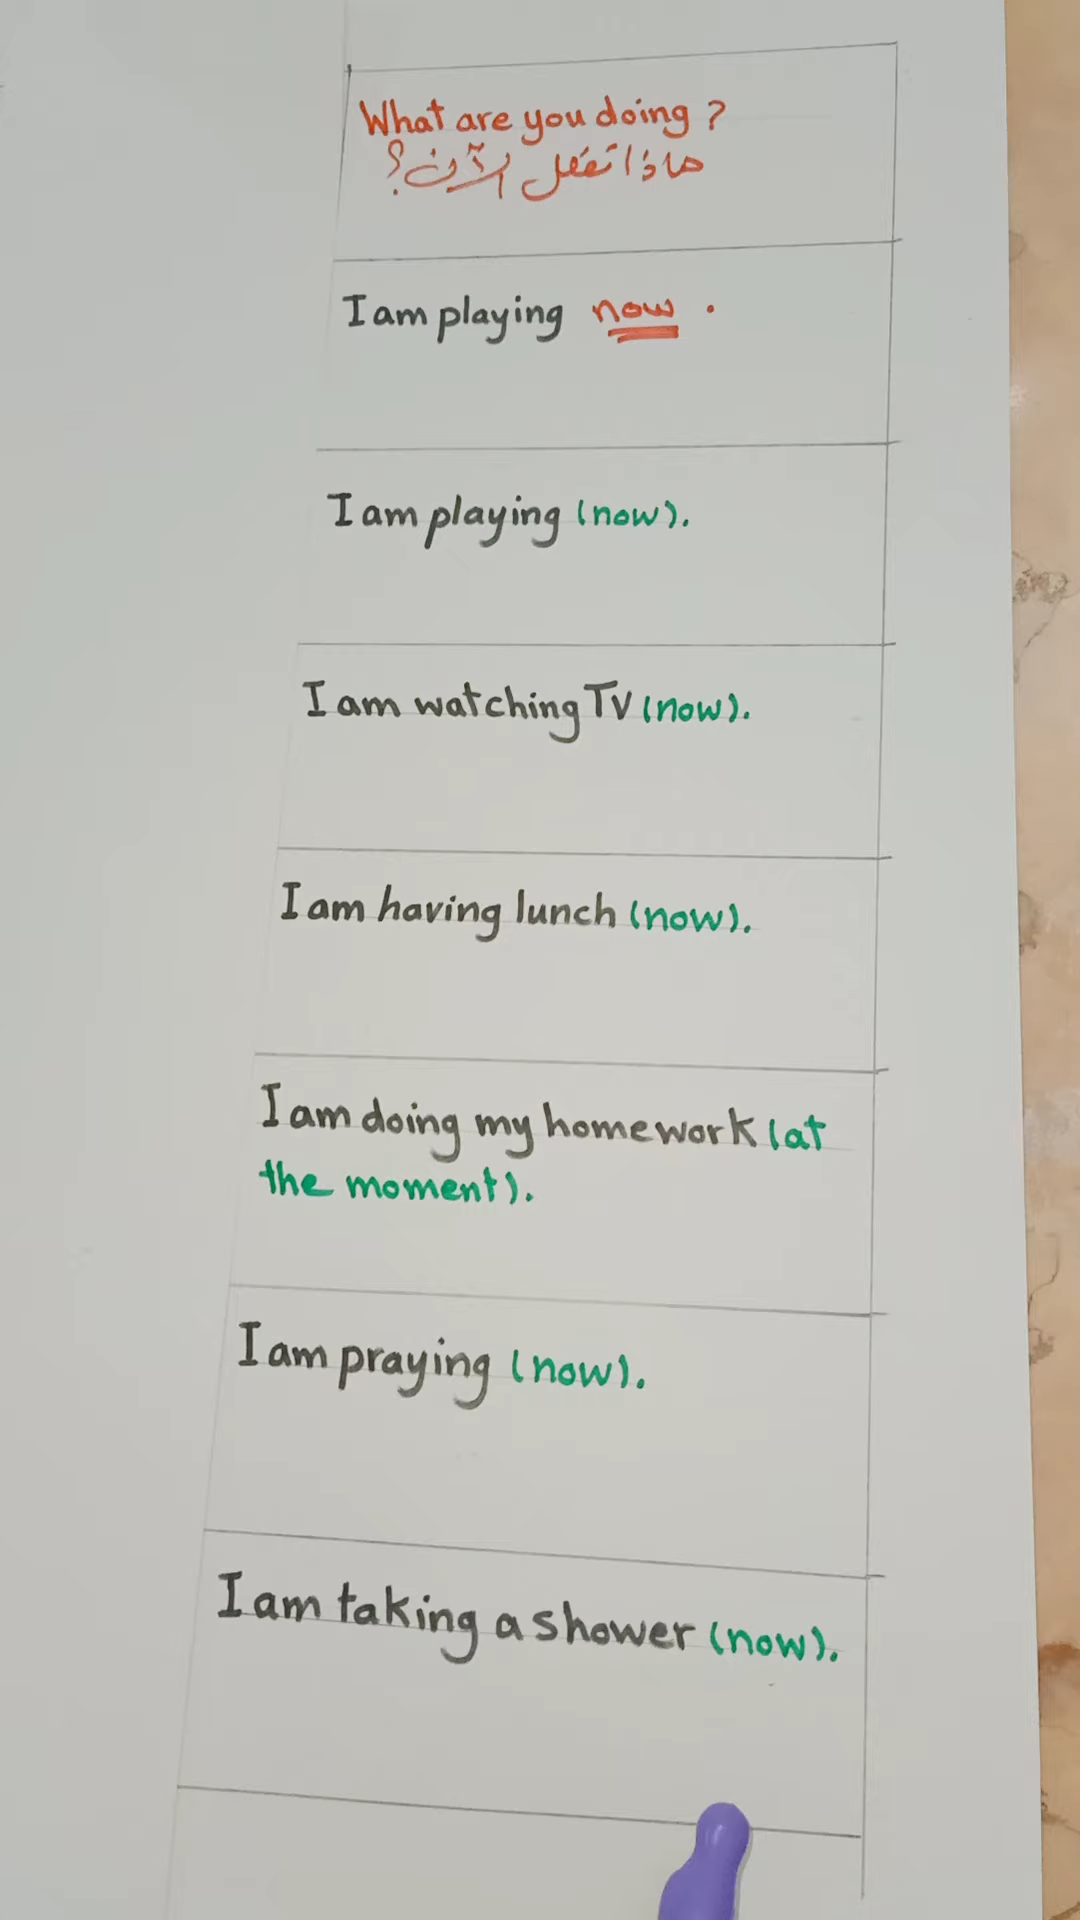 What are you doing ?
ماذا تفعل الآن؟
I am playing now .
I am playing (now).
I am watching TV (now).
I am having lunch (now).
I am doing my homework (at
the moment).
I am praying (now).
I am taking a shower (now).